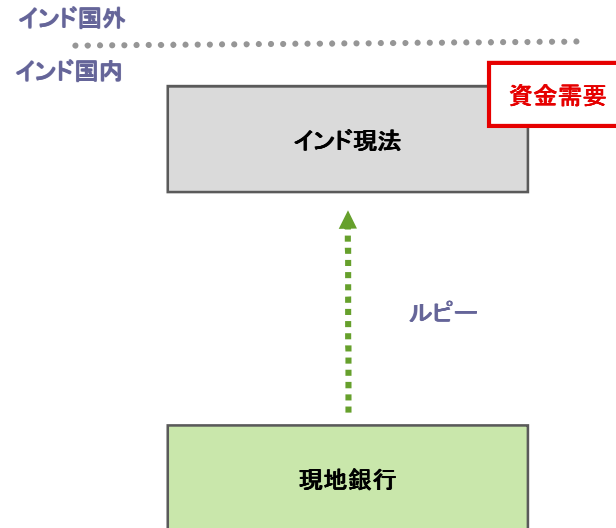 インド国外
インド国内
資金需要
インド現法
ルピー
現地銀行